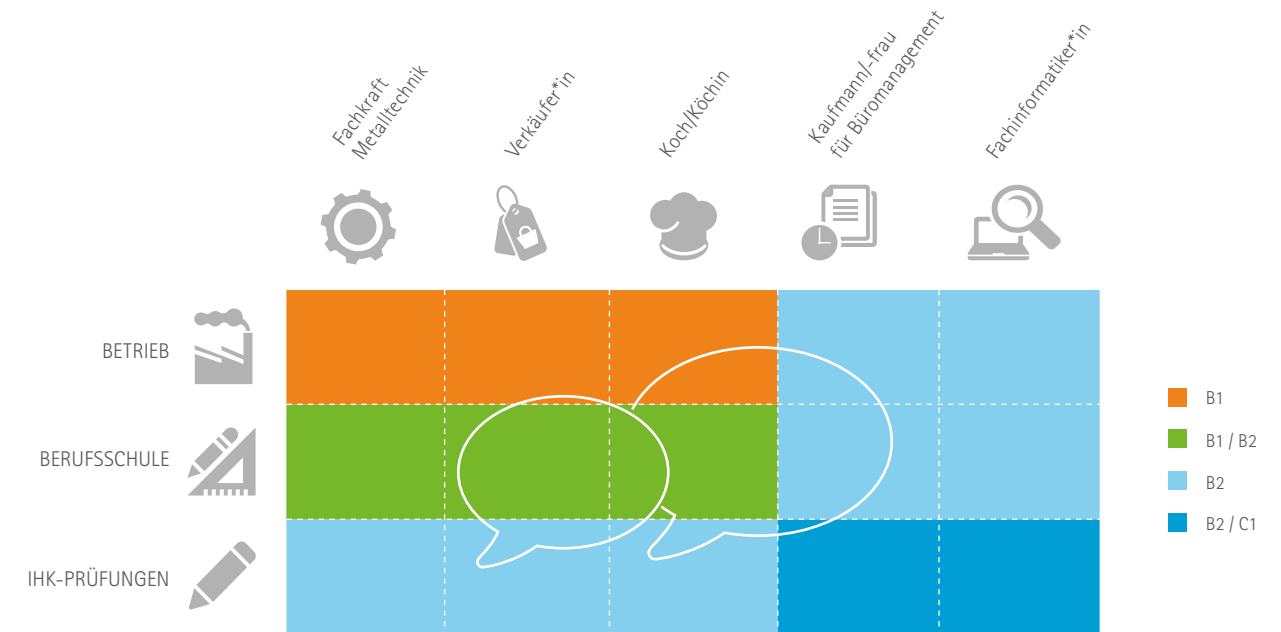 Fachkraft
Metalltechnik
Verkäufer*in
Koch/Köchin
Kaufmann/-frau
für Büromanagement
Fachinformatiker*in
BETRIEB
BERUFSSCHULE
IHK-PRÜFUNGEN
B1
B1 / B2
B2
B2 / C1